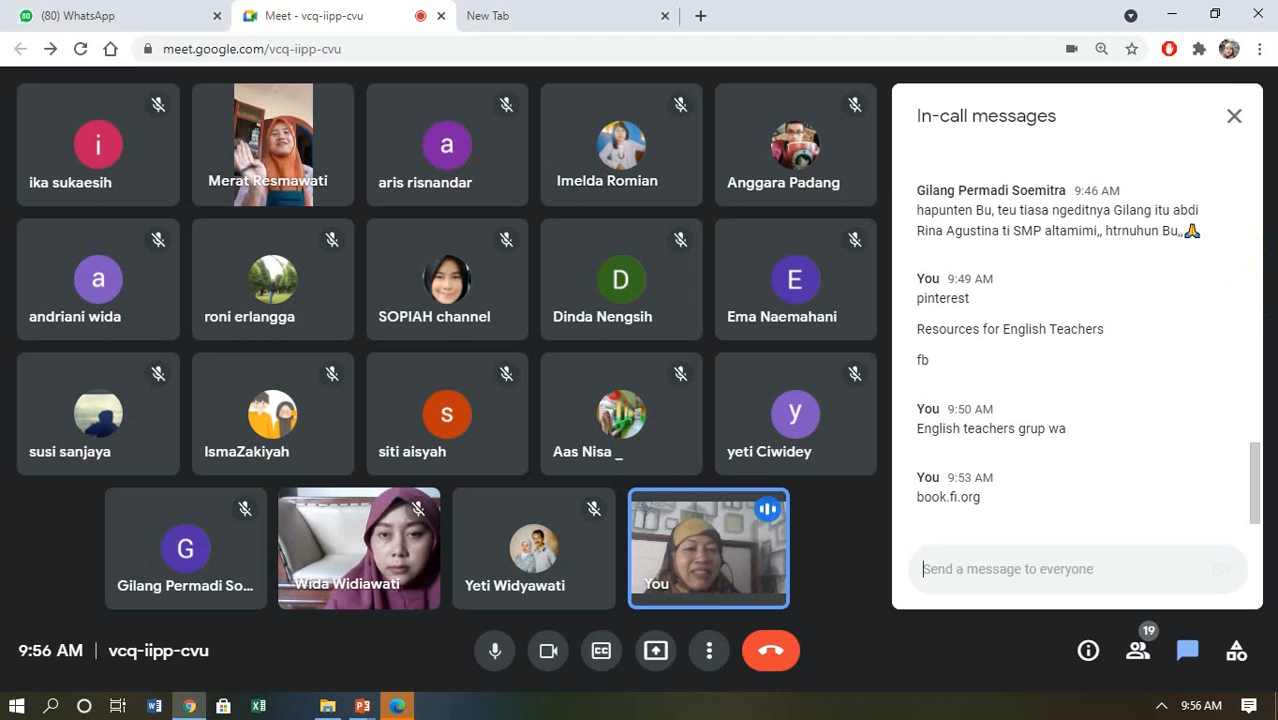 (80) WhatsApp
Meet - vcq-iipp-cvu
New Tab
meet.google.com/vcq-iipp-cvu
i
ika sukaesih
Merat Resmawati
a
aris risnandar
Imelda Romian
Anggara Padang
a
andriani wida
roni erlangga
SOPIAH channel
D
Dinda Nengsih
E
Ema Naemahani
susi sanjaya
IsmaZakiyah
s
siti aisyah
Aas Nisa _
y
yeti Ciwidey
G
Gilang Permadi So...
Wida Widiawati
Yeti Widyawati
You
In-call messages
Gilang Permadi Soemitra 9:46 AM
hapunten Bu, teu tiasa ngeditnya Gilang itu abdi
Rina Agustina ti SMP altamimi,, htrnuhun Bu,,🙏
You 9:49 AM
pinterest
Resources for English Teachers
fb
You 9:50 AM
English teachers grup wa
You 9:53 AM
book.fi.org
Send a message to everyone
9:56 AM | vcq-iipp-cvu
19
9:56 AM